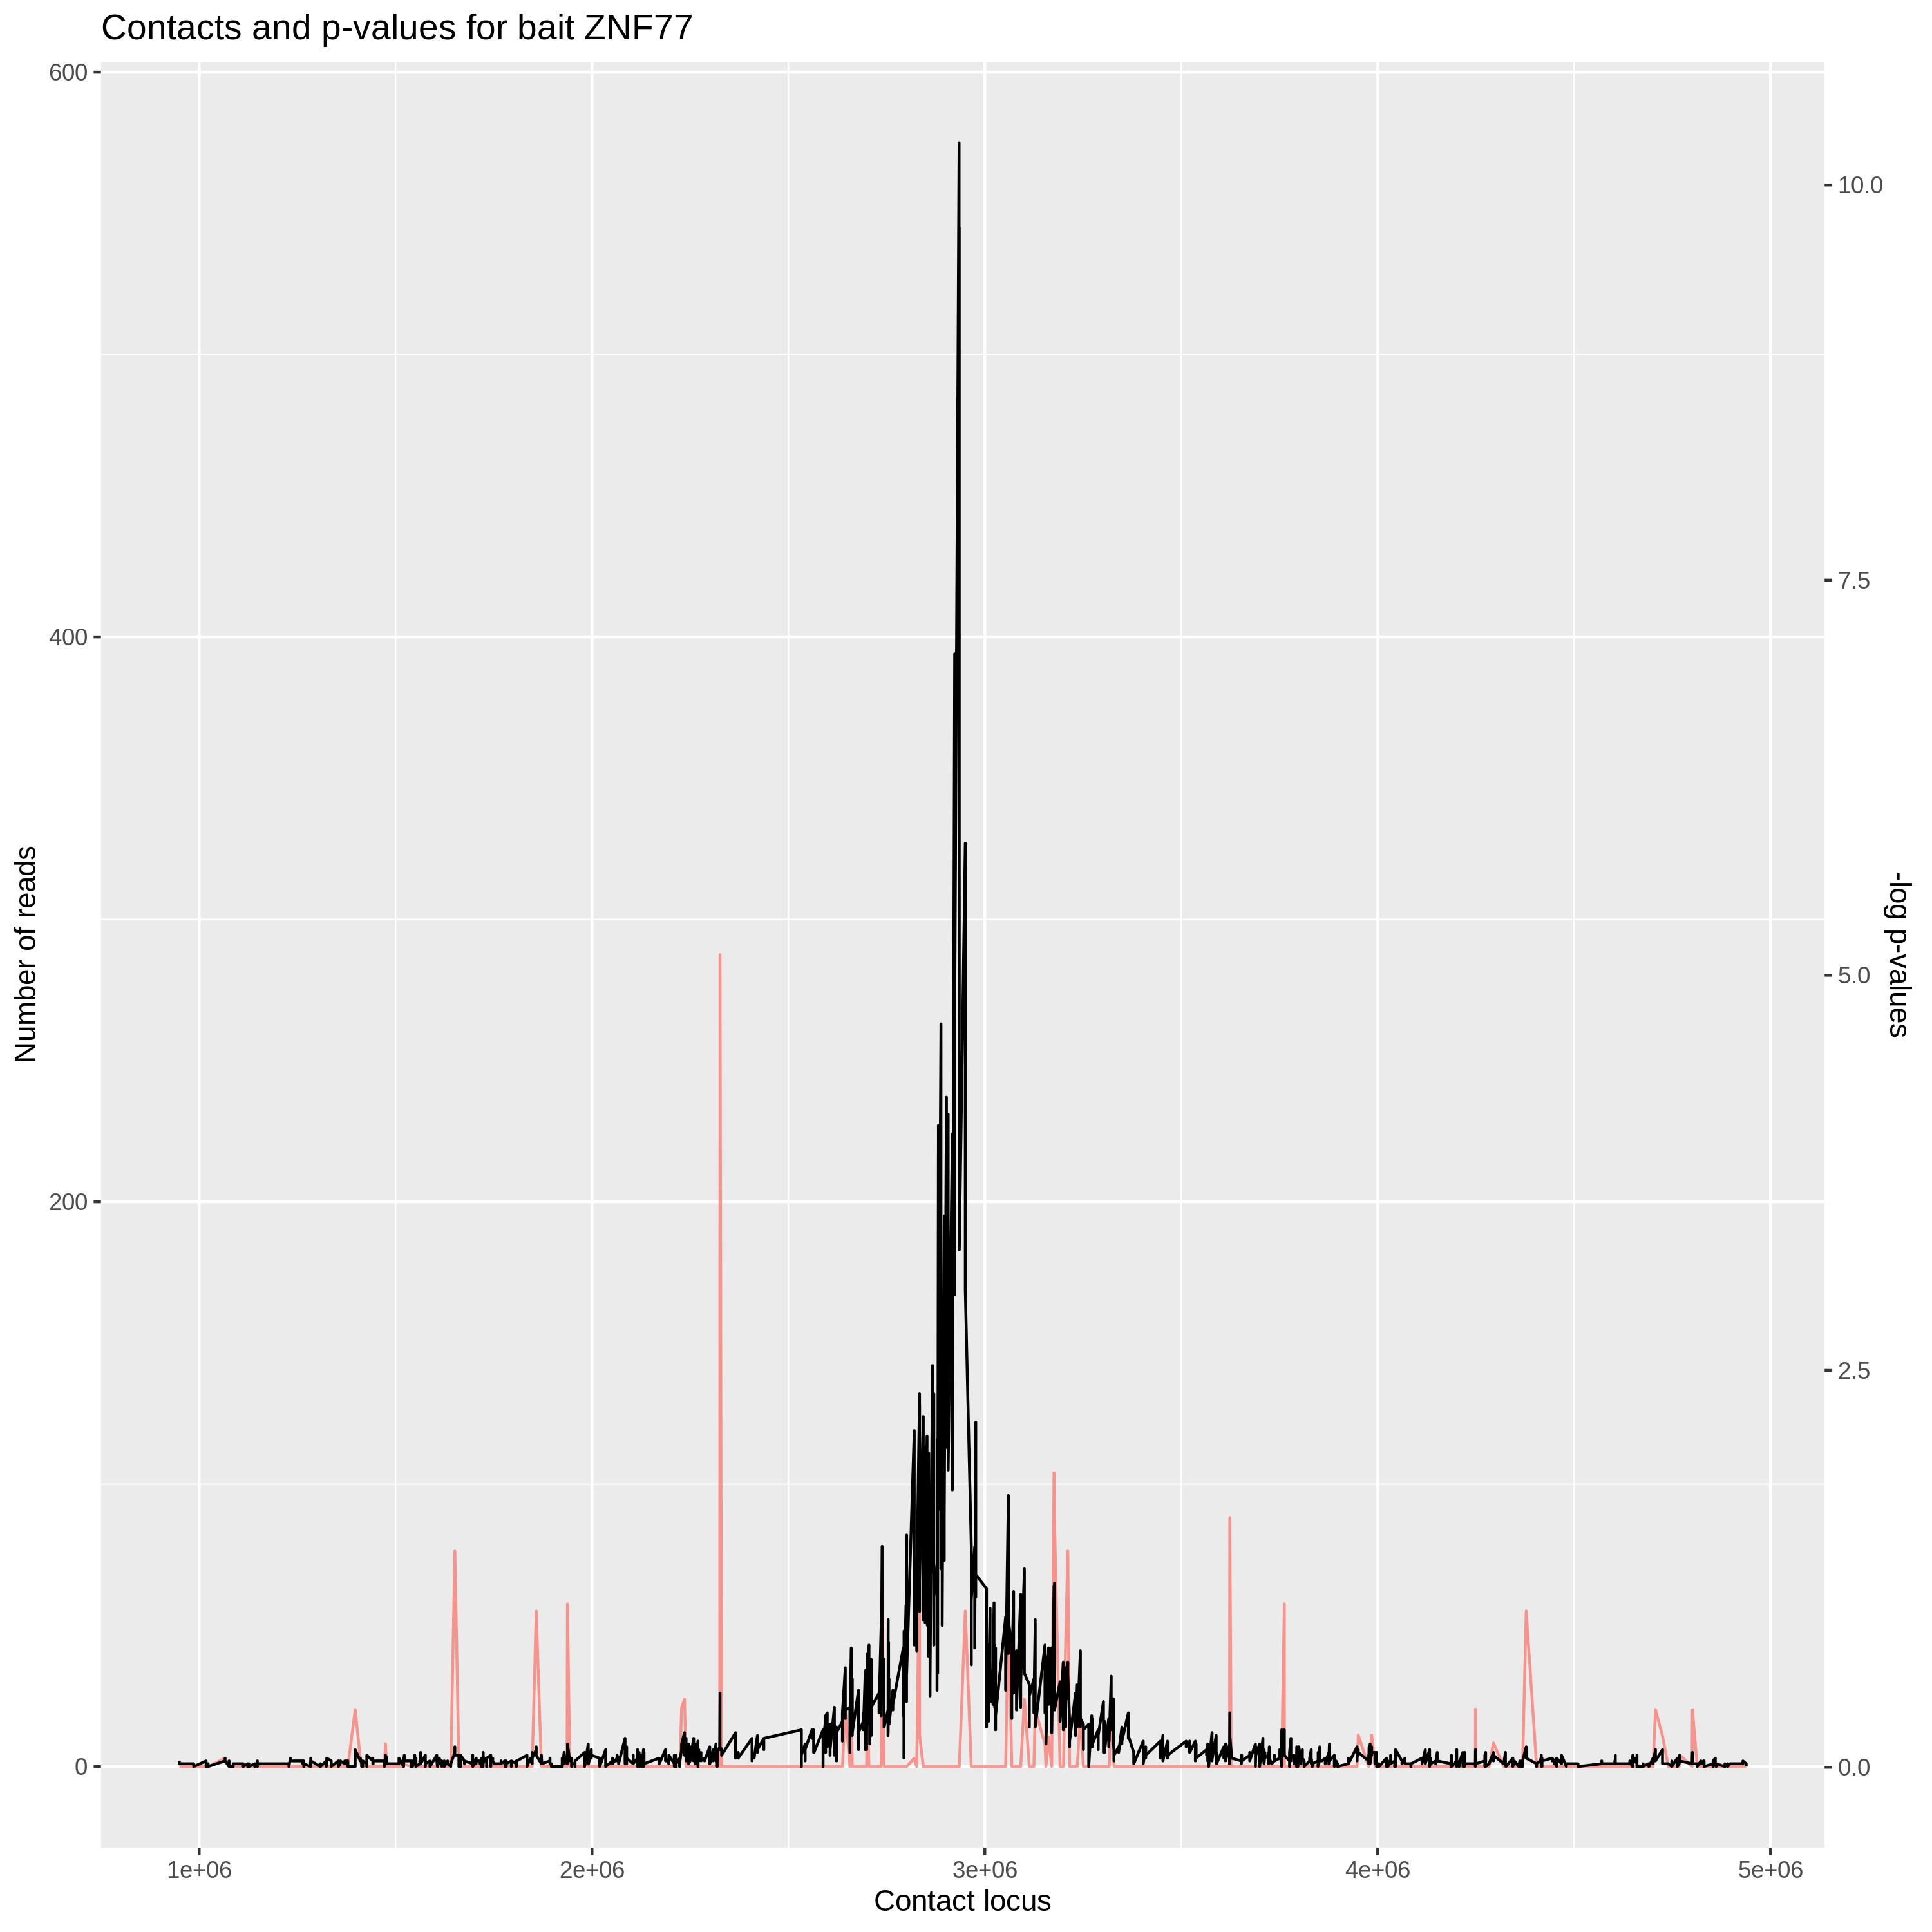 Contacts and p-values for bait ZNF77
600
400
200
0
Number of reads
10.0
7.5
5.0
2.5
0.0
-log p-values
1e+06
2e+06
3e+06
4e+06
5e+06
Contact locus